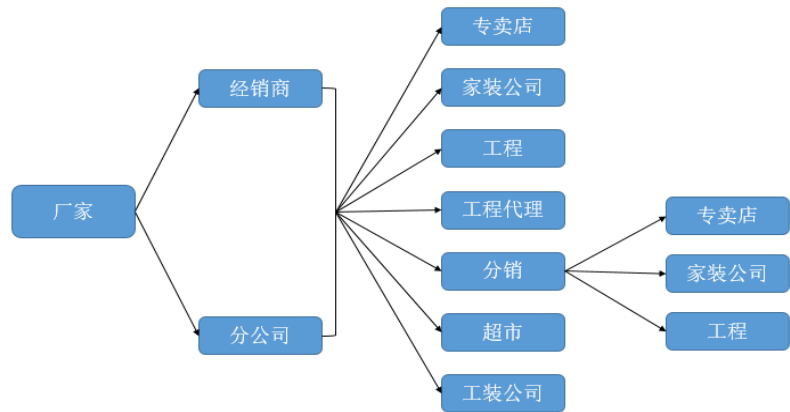 厂家
经销商
分公司
专卖店
家装公司
工程
工程代理
分销
超市
工装公司
专卖店
家装公司
工程